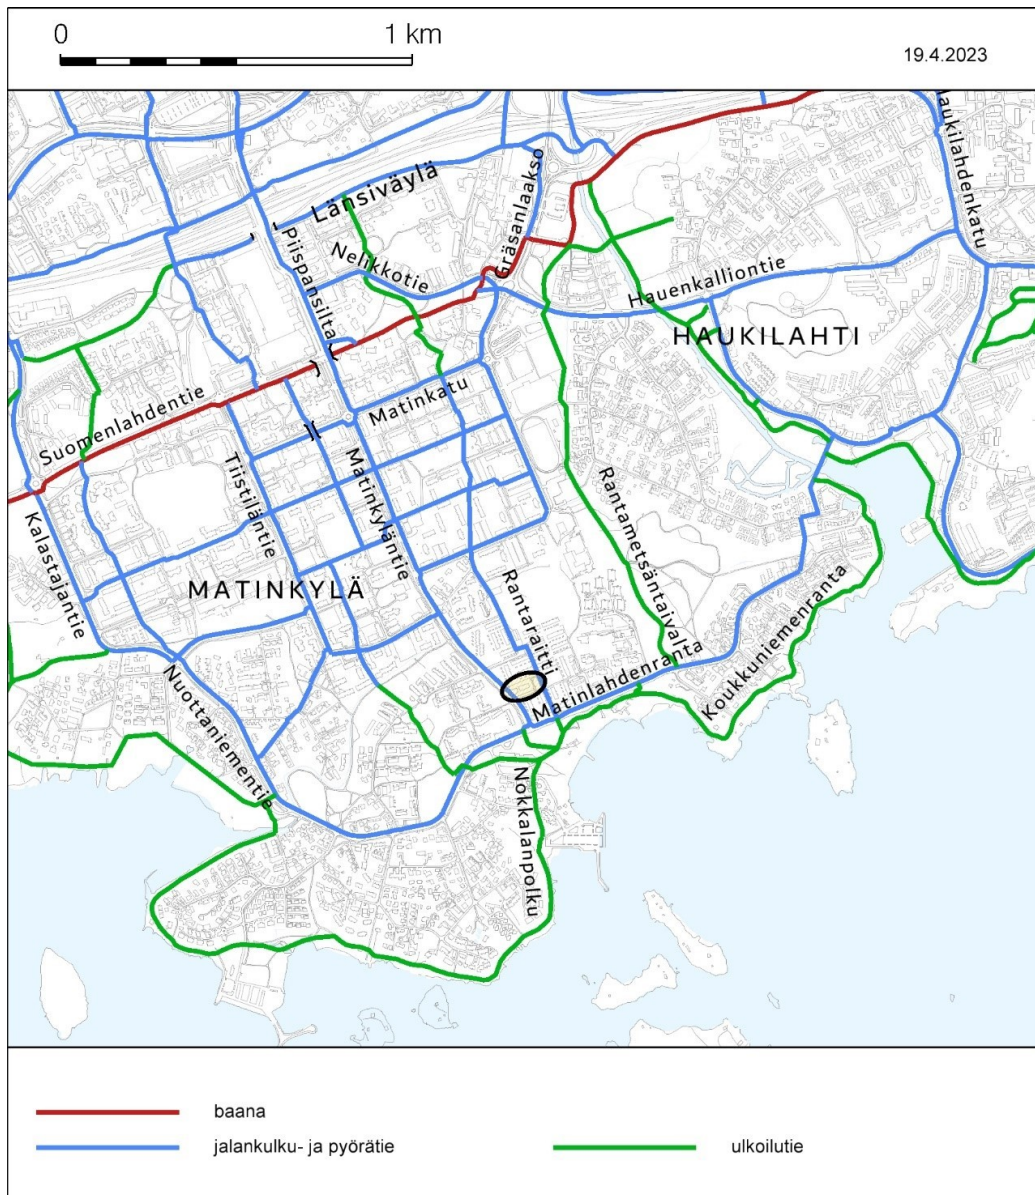 0 1 km
19.4.2023
Haukilahdenkatu
Länsiväylä
Gräsanlaakso
Piispansilta
Nelikkotie
Hauenkalliontie
HAUKILAHTI
Matinkatu
Suomenlahdentie
Tiistiläntie
Matinkyläntie
Rantametsäntaival
Kalastajantie
MATINKYLÄ
Rantaraitti
Koukkuniemenranta
Matinlahdenranta
Nuottaniementie
Nokkalanpolku
baana
jalankulku- ja pyörätie
ulkoilutie